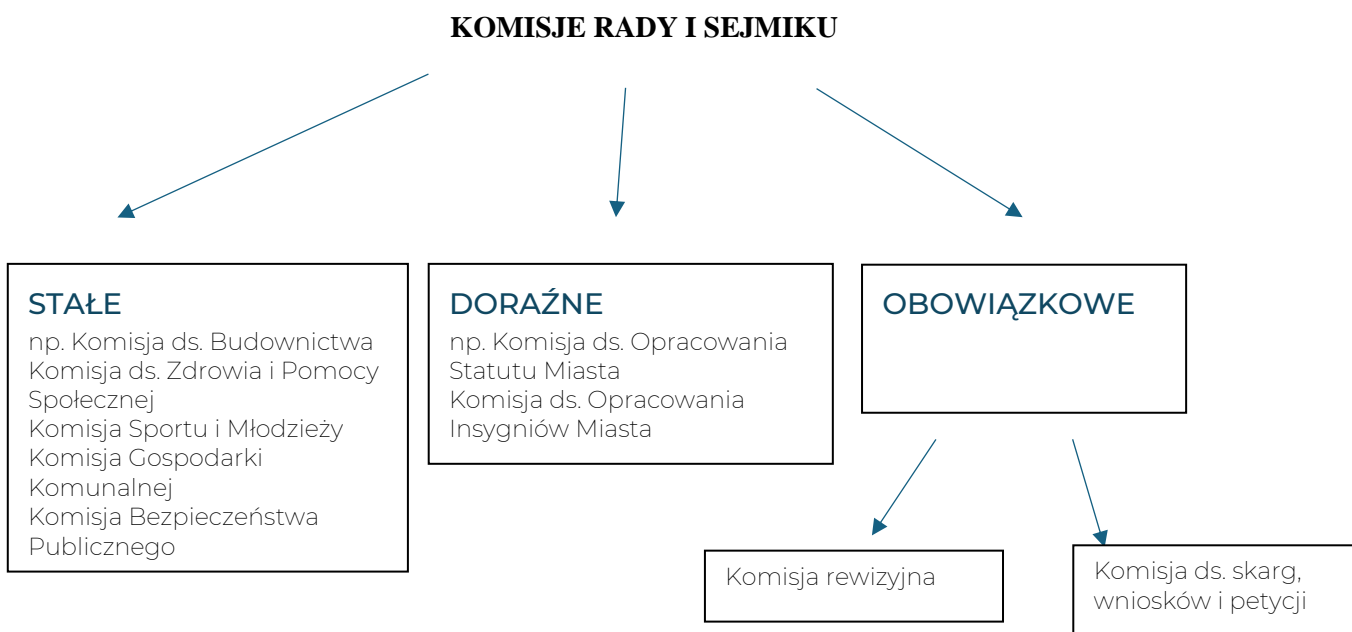 KOMISJE RADY I SEJMIKU
STAŁE
np. Komisja ds. Budownictwa
Komisja ds. Zdrowia i Pomocy
Społecznej
Komisja Sportu i Młodzieży
Komisja Gospodarki
Komunalnej
Komisja Bezpieczeństwa
Publicznego
DORAŹNE
np. Komisja ds. Opracowania
Statutu Miasta
Komisja ds. Opracowania
Insygniów Miasta
OBOWIĄZKOWE
Komisja rewizyjna
Komisja ds. skarg,
wniosków i petycji